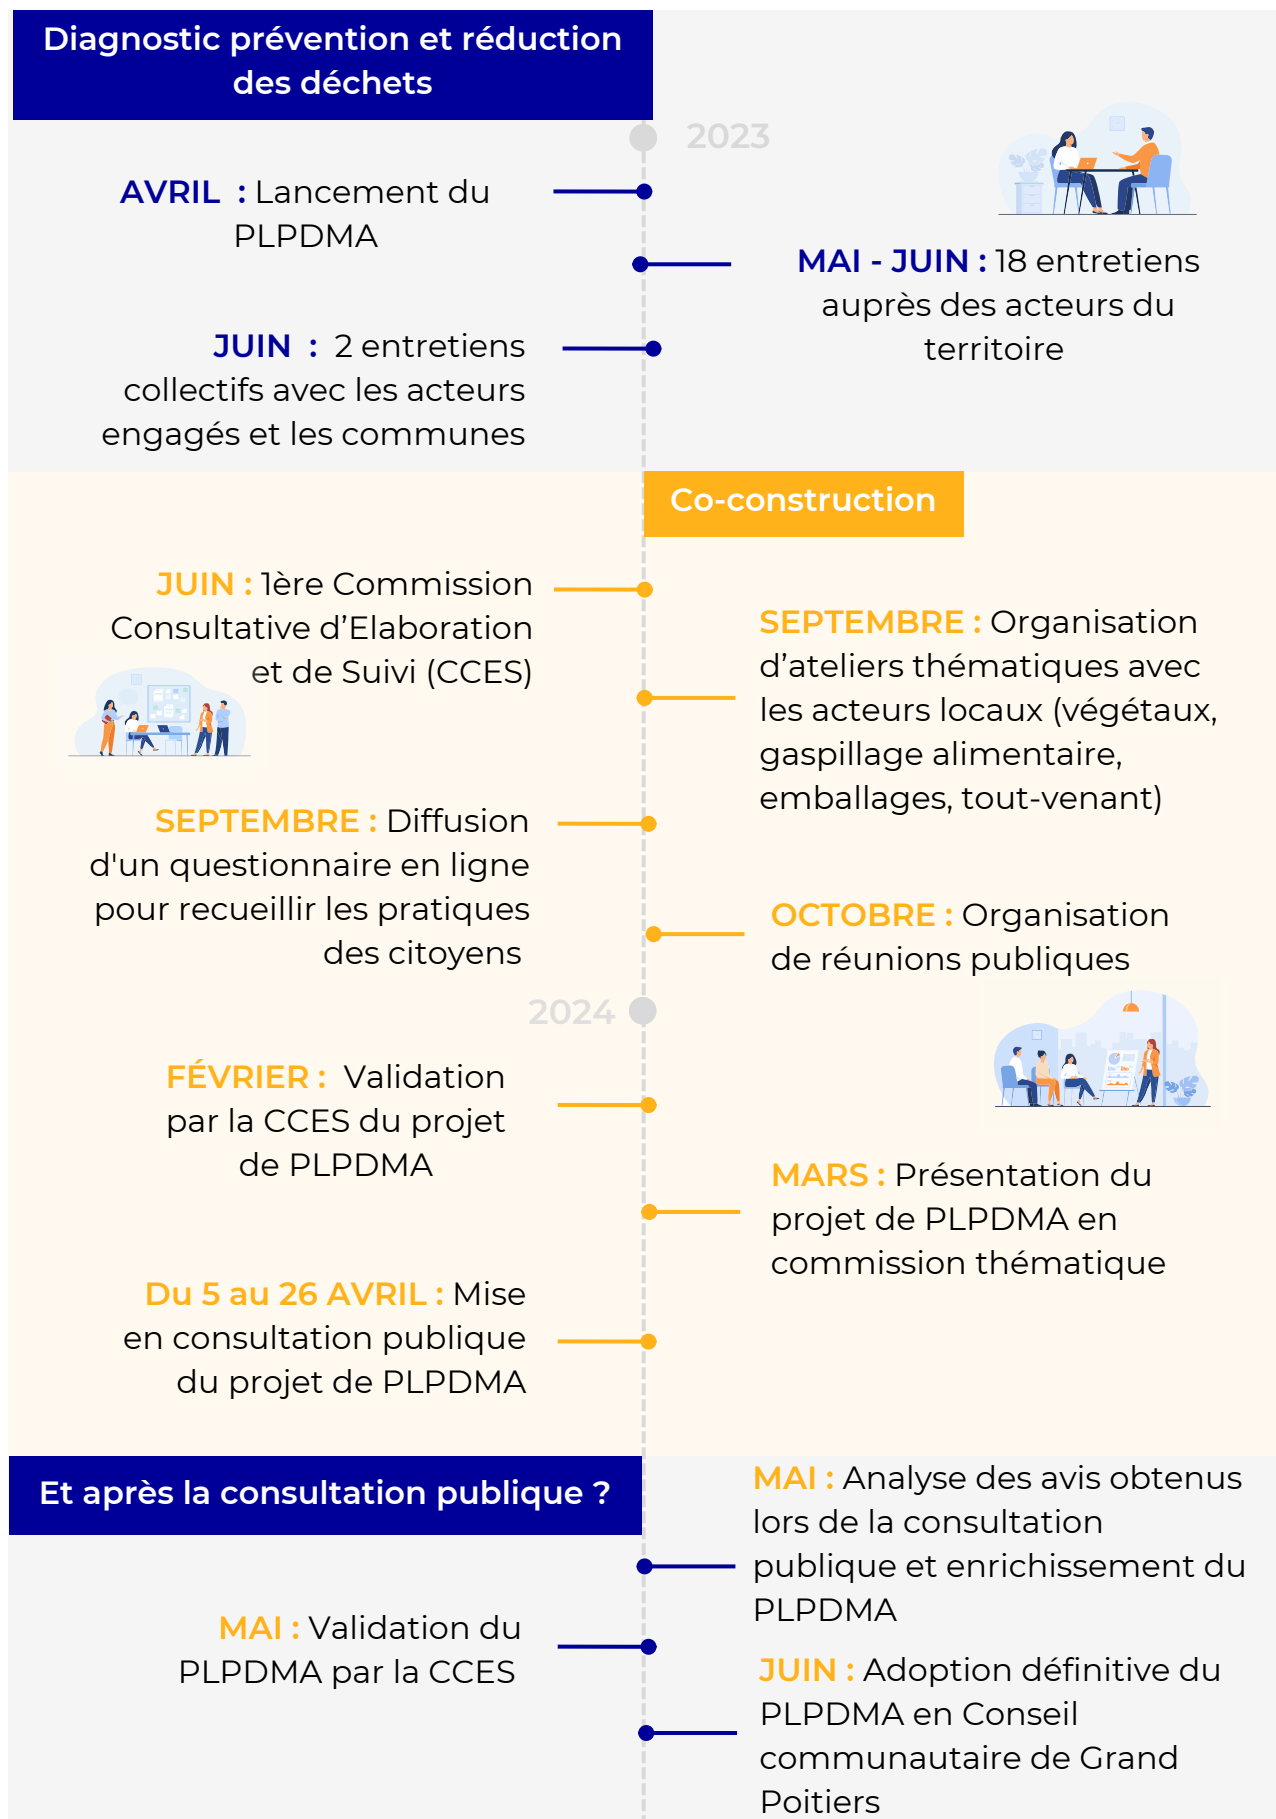 Diagnostic prévention et réduction
des déchets
2023
AVRIL : Lancement du
PLPDMA
MAI - JUIN : 18 entretiens
auprès des acteurs du
territoire
JUIN : 2 entretiens
collectifs avec les acteurs
engagés et les communes
Co-construction
JUIN : 1ère Commission
Consultative d’Elaboration
et de Suivi (CCES)
SEPTEMBRE : Organisation
d’ateliers thématiques avec
les acteurs locaux (végétaux,
gaspillage alimentaire,
emballages, tout-venant)
SEPTEMBRE : Diffusion
d'un questionnaire en ligne
pour recueillir les pratiques
des citoyens
OCTOBRE : Organisation
de réunions publiques
2024
FÉVRIER : Validation
par la CCES du projet
de PLPDMA
MARS : Présentation du
projet de PLPDMA en
commission thématique
Du 5 au 26 AVRIL : Mise
en consultation publique
du projet de PLPDMA
Et après la consultation publique ?
MAI : Analyse des avis obtenus
lors de la consultation
publique et enrichissement du
PLPDMA
MAI : Validation du
PLPDMA par la CCES
JUIN : Adoption définitive du
PLPDMA en Conseil
communautaire de Grand
Poitiers